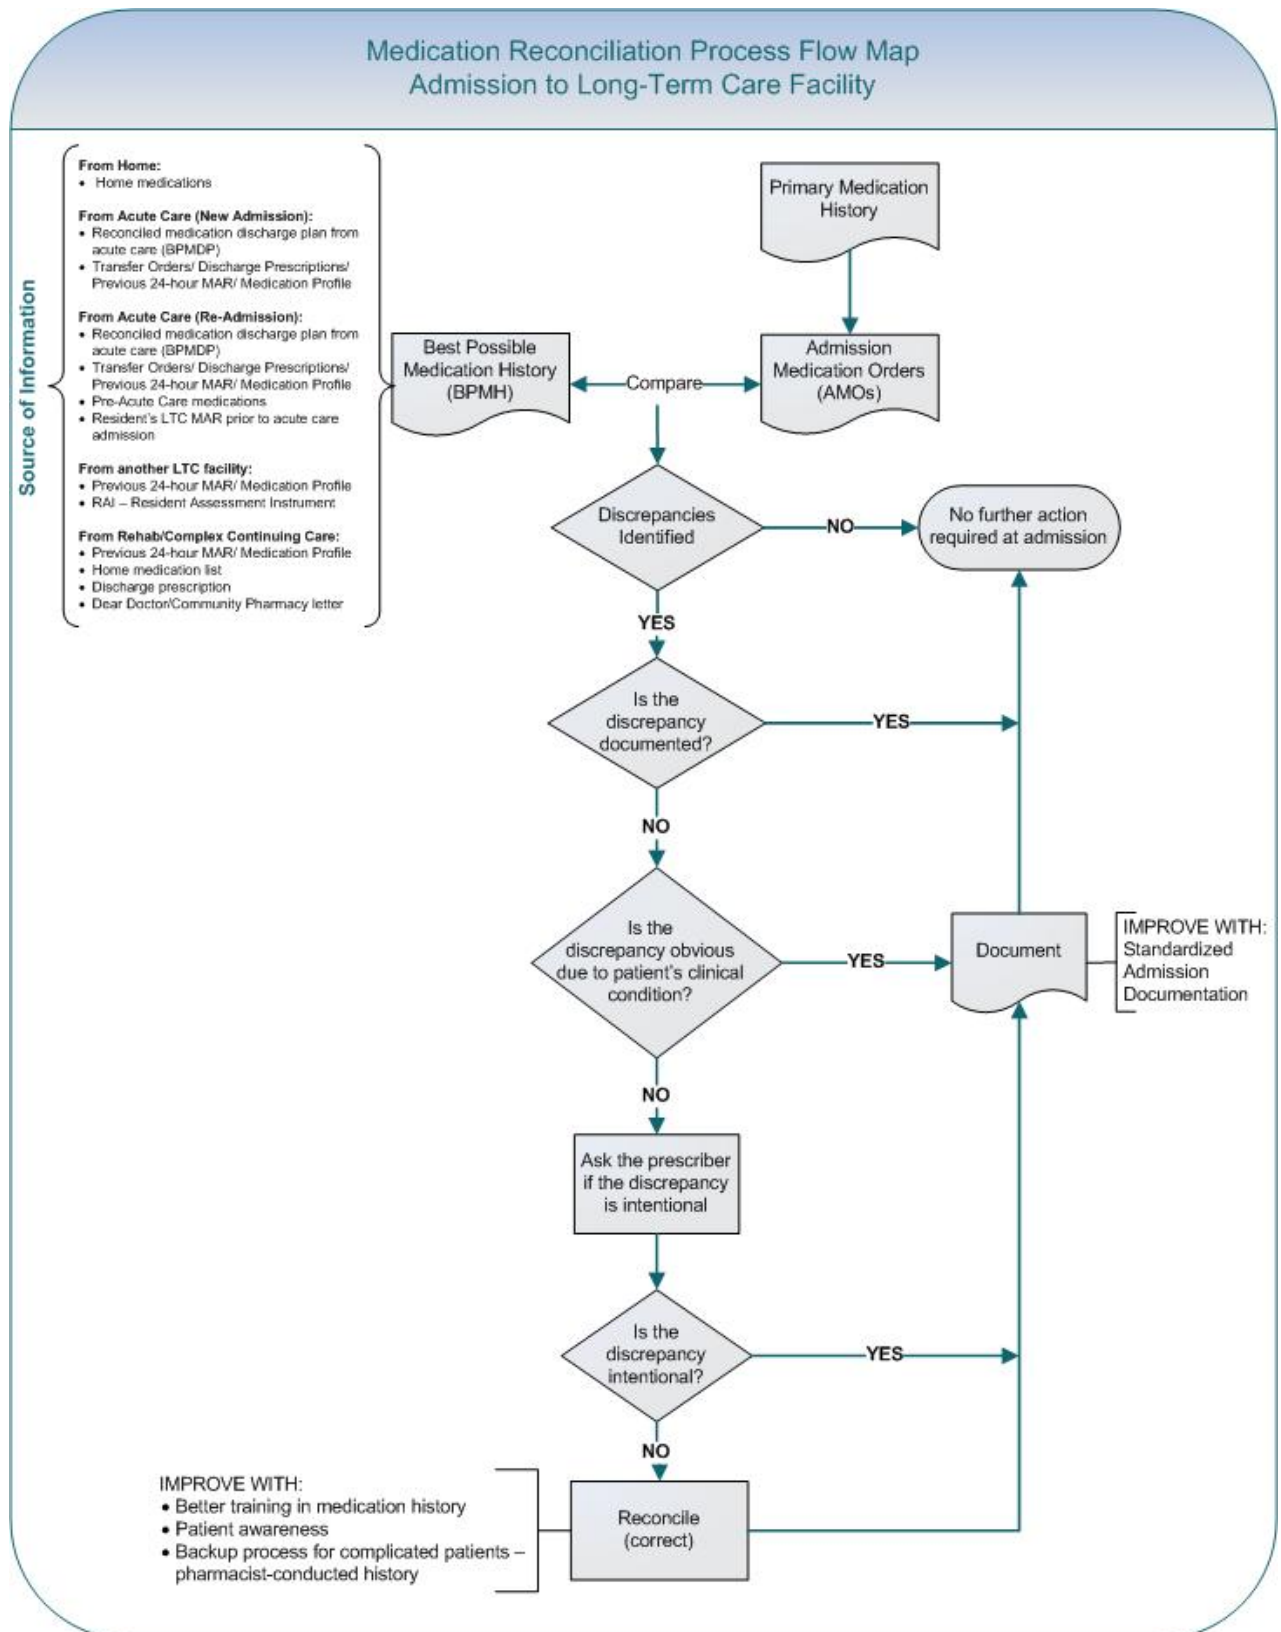 Medication Reconciliation Process Flow Map
Admission to Long-Term Care Facility
Source of Information
From Home:
• Home medications
From Acute Care (New Admission):
• Reconciled medication discharge plan from
acute care (BPMDP)
• Transfer Orders/ Discharge Prescriptions/
Previous 24-hour MAR/ Medication Profile
From Acute Care (Re-Admission):
• Reconciled medication discharge plan from
acute care (BPMDP)
• Transfer Orders/ Discharge Prescriptions/
Previous 24-hour MAR/ Medication Profile
• Pre-Acute Care medications
• Resident's LTC MAR prior to acute care
admission
From another LTC facility:
• Previous 24-hour MAR/ Medication Profile
• RAI – Resident Assessment Instrument
From Rehab/Complex Continuing Care:
• Previous 24-hour MAR/ Medication Profile
• Home medication list
• Discharge prescription
• Dear Doctor/Community Pharmacy letter
Primary Medication
History
Best Possible
Medication History
(BPMH)
Compare
Admission
Medication Orders
(AMOs)
Discrepancies
Identified
NO
No further action
required at admission
YES
Is the
discrepancy
documented?
YES
NO
Is the
discrepancy obvious
due to patient's clinical
condition?
YES
Document
IMPROVE WITH:
Standardized
Admission
Documentation
NO
Ask the prescriber
if the discrepancy
is intentional
Is the
discrepancy
intentional?
YES
NO
Reconcile
(correct)
IMPROVE WITH:
• Better training in medication history
• Patient awareness
• Backup process for complicated patients –
pharmacist-conducted history